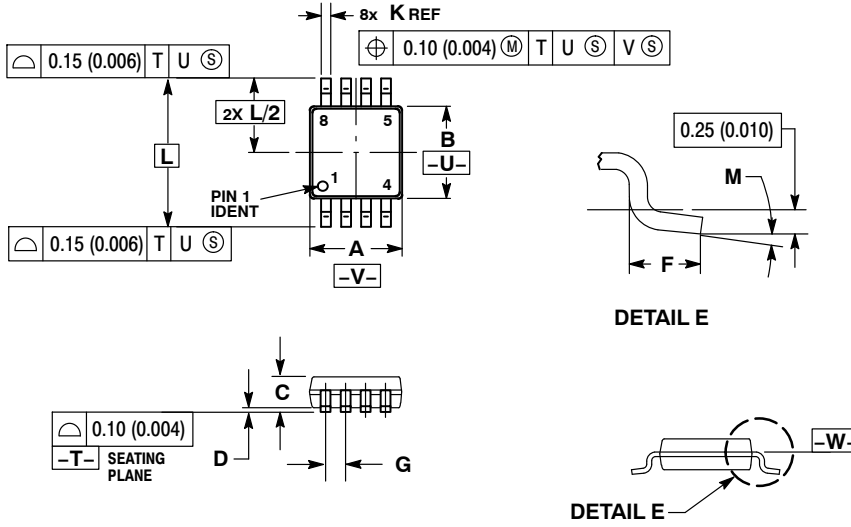 8x K REF
⌖ 0.10 (0.004) Ⓜ T U Ⓢ V Ⓢ
⌓ 0.15 (0.006) T U Ⓢ
2X L/2
L
8 5
B
-U-
PIN 1
IDENT
1 4
⌓ 0.15 (0.006) T U Ⓢ
A
-V-
0.25 (0.010)
M
F
DETAIL E
C
⌓ 0.10 (0.004)
-T- SEATING
PLANE
D
G
-W-
DETAIL E